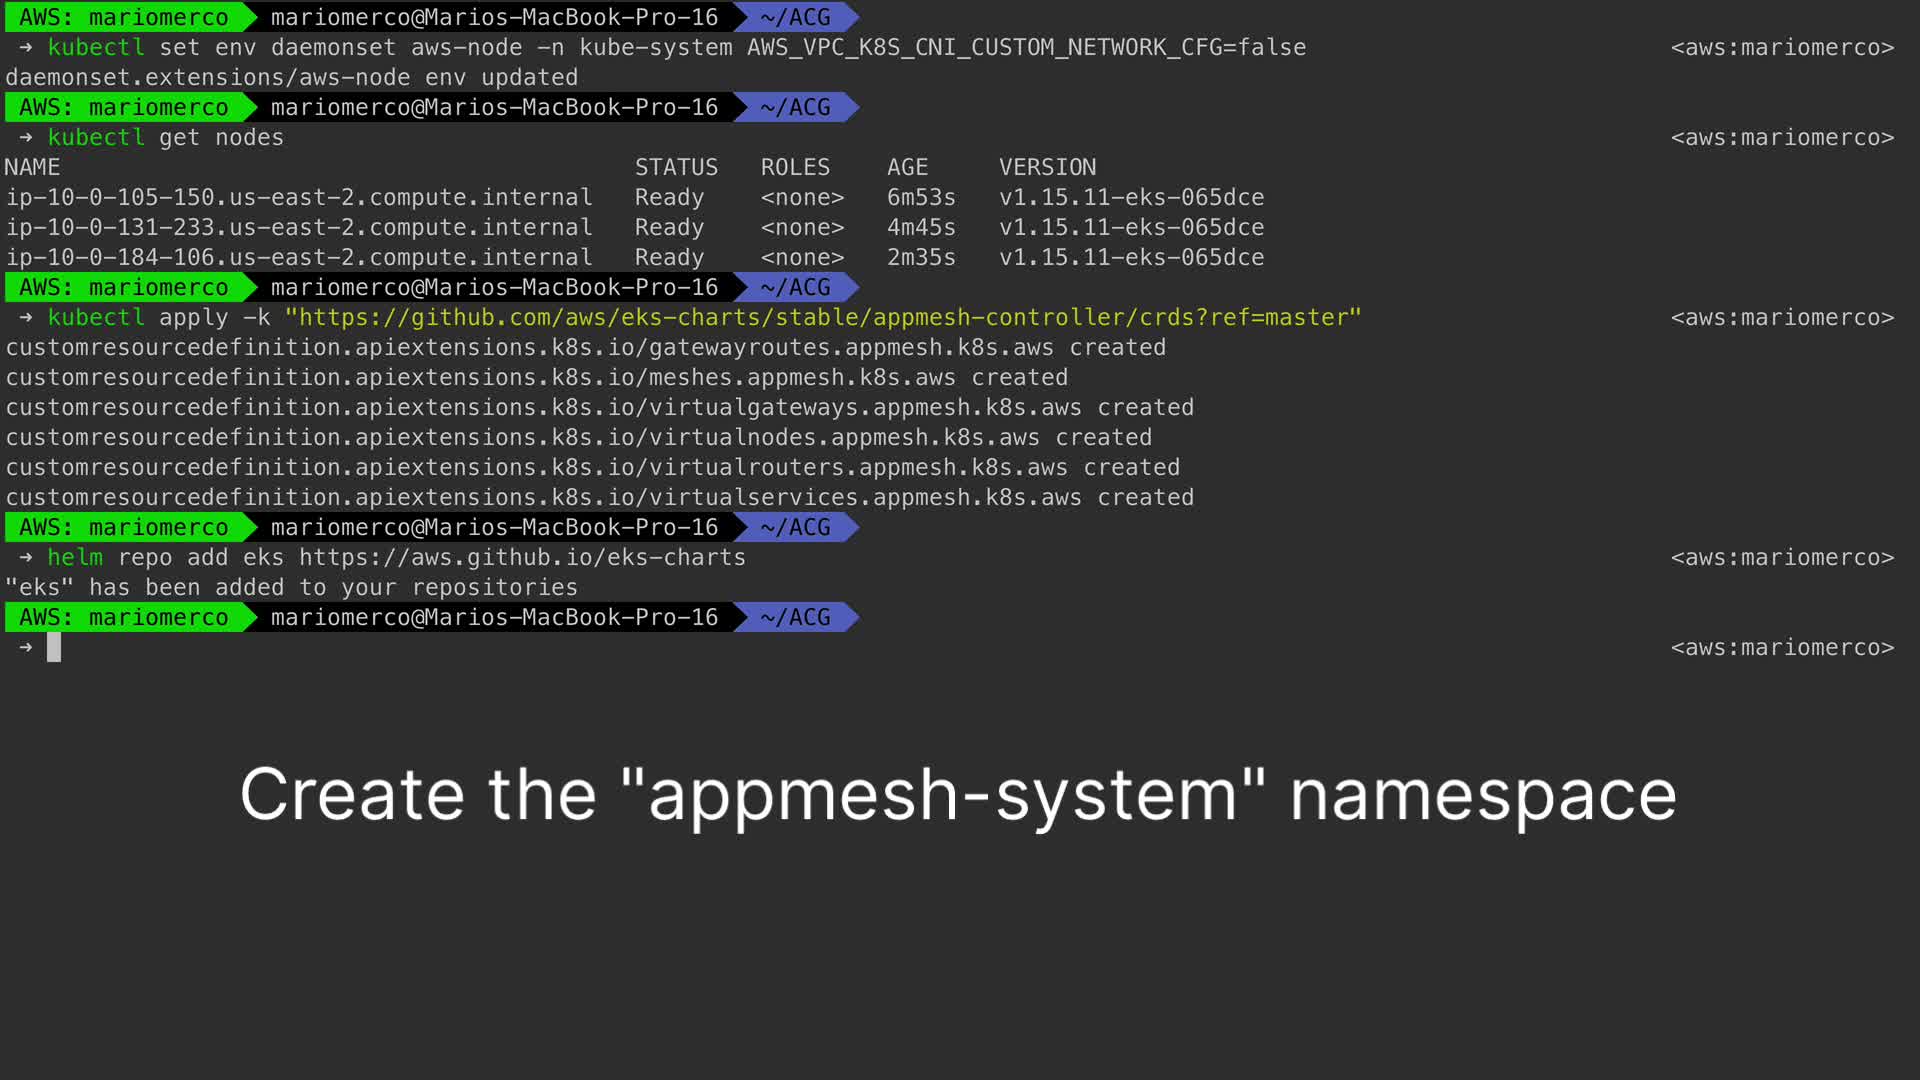 AWS: mariomerco mariomerco@Marios-MacBook-Pro-16 ~/ACG
→ kubectl set env daemonset aws-node -n kube-system AWS_VPC_K8S_CNI_CUSTOM_NETWORK_CFG=false <aws:mariomerco>
daemonset.extensions/aws-node env updated
AWS: mariomerco mariomerco@Marios-MacBook-Pro-16 ~/ACG
→ kubectl get nodes <aws:mariomerco>
NAME STATUS ROLES AGE VERSION
ip-10-0-105-150.us-east-2.compute.internal Ready <none> 6m53s v1.15.11-eks-065dce
ip-10-0-131-233.us-east-2.compute.internal Ready <none> 4m45s v1.15.11-eks-065dce
ip-10-0-184-106.us-east-2.compute.internal Ready <none> 2m35s v1.15.11-eks-065dce
AWS: mariomerco mariomerco@Marios-MacBook-Pro-16 ~/ACG
→ kubectl apply -k "https://github.com/aws/eks-charts/stable/appmesh-controller/crds?ref=master" <aws:mariomerco>
customresourcedefinition.apiextensions.k8s.io/gatewayroutes.appmesh.k8s.aws created
customresourcedefinition.apiextensions.k8s.io/meshes.appmesh.k8s.aws created
customresourcedefinition.apiextensions.k8s.io/virtualgateways.appmesh.k8s.aws created
customresourcedefinition.apiextensions.k8s.io/virtualnodes.appmesh.k8s.aws created
customresourcedefinition.apiextensions.k8s.io/virtualrouters.appmesh.k8s.aws created
customresourcedefinition.apiextensions.k8s.io/virtualservices.appmesh.k8s.aws created
AWS: mariomerco mariomerco@Marios-MacBook-Pro-16 ~/ACG
→ helm repo add eks https://aws.github.io/eks-charts <aws:mariomerco>
"eks" has been added to your repositories
AWS: mariomerco mariomerco@Marios-MacBook-Pro-16 ~/ACG
→ <aws:mariomerco>
Create the "appmesh-system" namespace